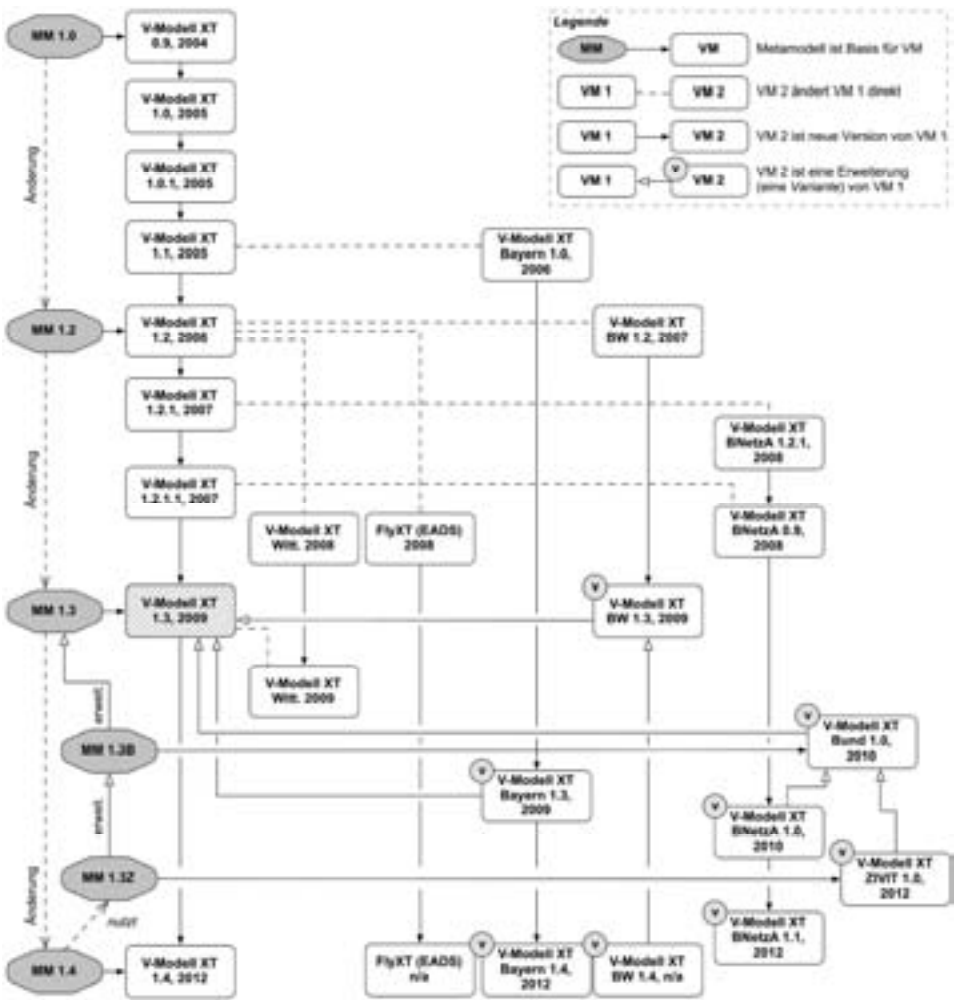 MM 1.0
V-Modell XT
0.9, 2004
Legende
MM
VM
Metamodell ist Basis für VM
VM 1
VM 2
VM 2 ändert VM 1 direkt
VM 1
VM 2
VM 2 ist neue Version von VM 1
VM 1
v
VM 2
VM 2 ist eine Erweiterung
(eine Variante) von VM 1
V-Modell XT
1.0, 2005
Änderung
V-Modell XT
1.0.1, 2005
V-Modell XT
1.1, 2005
V-Modell XT
Bayern 1.0,
2006
MM 1.2
V-Modell XT
1.2, 2006
V-Modell XT
BW 1.2, 2007
V-Modell XT
1.2.1, 2007
V-Modell XT
BNetzA 1.2.1,
2008
Änderung
V-Modell XT
1.2.1.1, 2007
V-Modell XT
Witt. 2008
FlyXT (EADS)
2008
V-Modell XT
BNetzA 0.9,
2008
MM 1.3
V-Modell XT
1.3, 2009
v
V-Modell XT
BW 1.3, 2009
V-Modell XT
Witt. 2009
erweit.
MM 1.3B
v
V-Modell XT
Bund 1.0,
2010
v
V-Modell XT
Bayern 1.3,
2009
erweit.
v
V-Modell XT
BNetzA 1.0,
2010
Änderung
MM 1.3Z
v
V-Modell XT
ZIVIT 1.0,
2012
nutzt
v
V-Modell XT
BNetzA 1.1,
2012
MM 1.4
V-Modell XT
1.4, 2012
FlyXT (EADS)
n/a
v
V-Modell XT
Bayern 1.4,
2012
v
V-Modell XT
BW 1.4, n/a